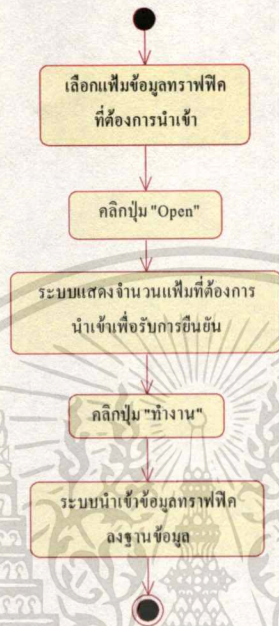 เลือกแฟ้มข้อมูลทราฟฟิค
ที่ต้องการนำเข้า
คลิกปุ่ม "Open"
ระบบแสดงจำนวนแฟ้มที่ต้องการ
นำเข้าเพื่อรับการยืนยัน
คลิกปุ่ม "ทำงาน"
ระบบนำเข้าข้อมูลทราฟฟิค
ลงฐานข้อมูล